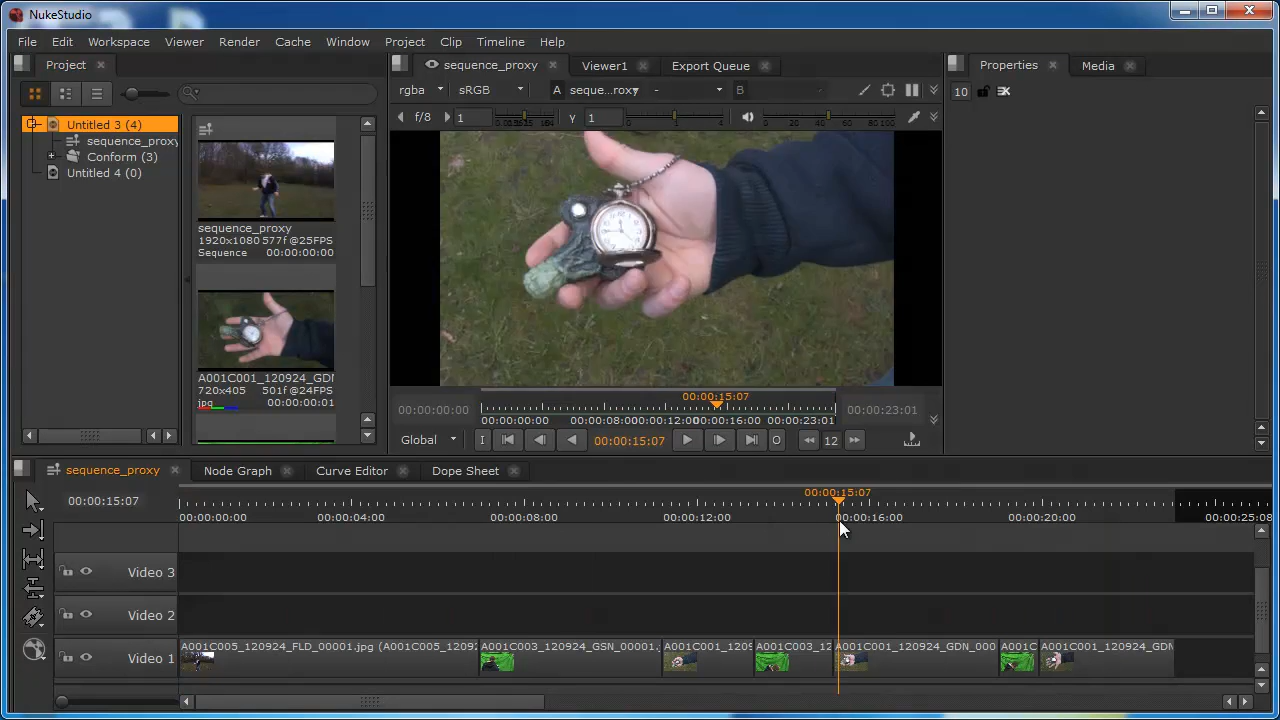 NukeStudio
File Edit Workspace Viewer Render Cache Window Project Clip Timeline Help
Project
sequence_proxy Viewer1 Export Queue
Properties Media
rgba sRGB A seque...roxy - B
10
f/8 1 γ 1
Untitled 3 (4)
sequence_proxy
Conform (3)
Untitled 4 (0)
sequence_proxy
1920x1080 577f@25FPS
Sequence 00:00:00:00
A001C001_120924_GDN
720x405 501f@24FPS
jpg 00:00:00:01
00:00:15:07
00:00:00:00 00:00:23:01
00:00:00:00 00:00:08:00 00:00:12:00 00:00:16:00 00:00:23:01
Global I 00:00:15:07 O 12
sequence_proxy Node Graph Curve Editor Dope Sheet
00:00:15:07
00:00:15:07
00:00:00:00 00:00:04:00 00:00:08:00 00:00:12:00 00:00:16:00 00:00:20:00 00:00:25:08
Video 3
Video 2
Video 1
A001C005_120924_FLD_00001.jpg (A001C005_1209 A001C003_120924_GSN_00001. A001C001_120 A001C003_12 A001C001_120924_GDN_000 A001C A001C001_120924_GDN